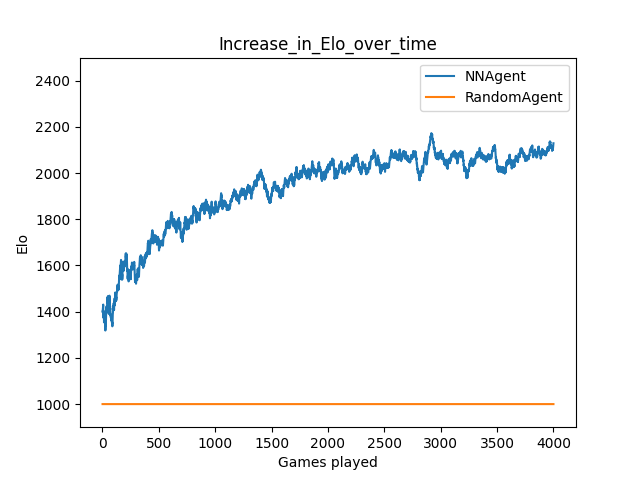 Increase_in_Elo_over_time
NNAgent
RandomAgent
2400
2200
2000
1800
1600
1400
1200
1000
Elo
0 500 1000 1500 2000 2500 3000 3500 4000
Games played